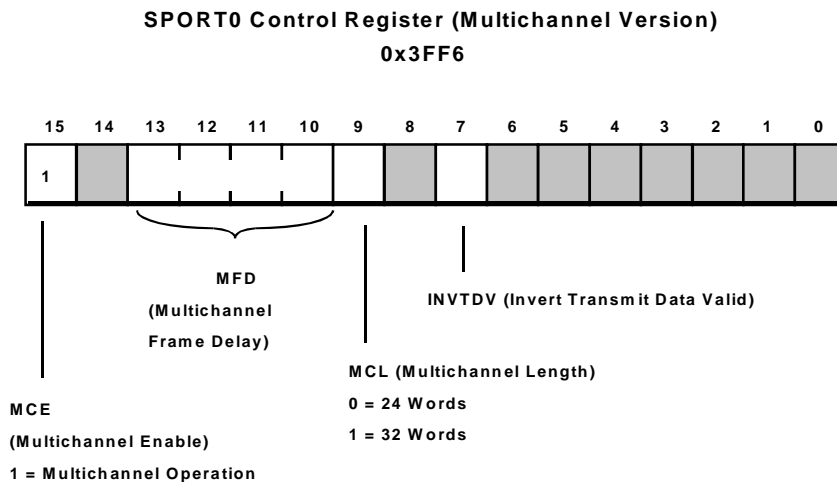 SPORT0 Control Register (Multichannel Version)
0x3FF6
15 14 13 12 11 10 9 8 7 6 5 4 3 2 1 0
1
MFD
(Multichannel
Frame Delay)
INVTDV (Invert Transmit Data Valid)
MCL (Multichannel Length)
0 = 24 Words
1 = 32 Words
MCE
(Multichannel Enable)
1 = Multichannel Operation